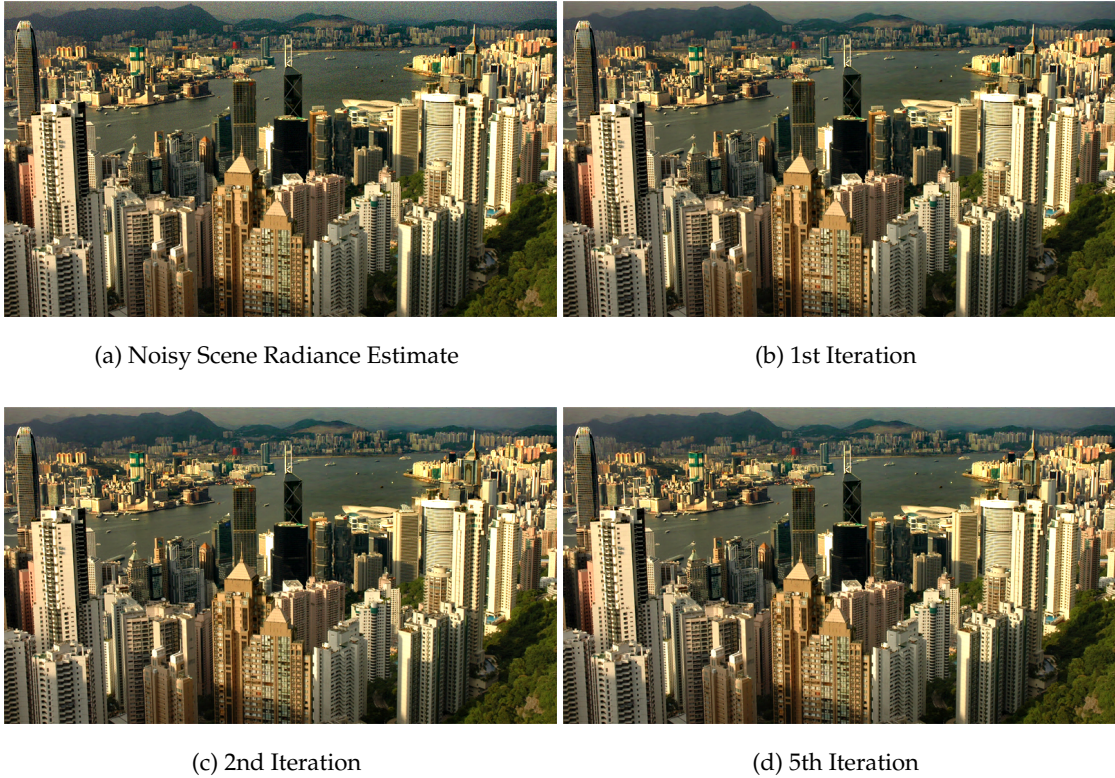 (a) Noisy Scene Radiance Estimate
(b) 1st Iteration
(c) 2nd Iteration
(d) 5th Iteration